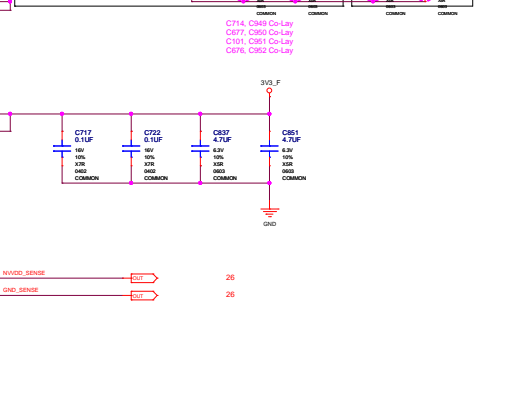 COMMON
COMMON
COMMON
COMMON
C714, C949 Co-Lay
C677, C950 Co-Lay
C101, C951 Co-Lay
C676, C952 Co-Lay
3V3_F
C717
0.1UF
16V
10%
X7R
0402
COMMON
C722
0.1UF
16V
10%
X7R
0402
COMMON
C837
4.7UF
6.3V
10%
X5R
0603
COMMON
C851
4.7UF
6.3V
10%
X5R
0603
COMMON
GND
NVVDD_SENSE
OUT
26
GND_SENSE
OUT
26